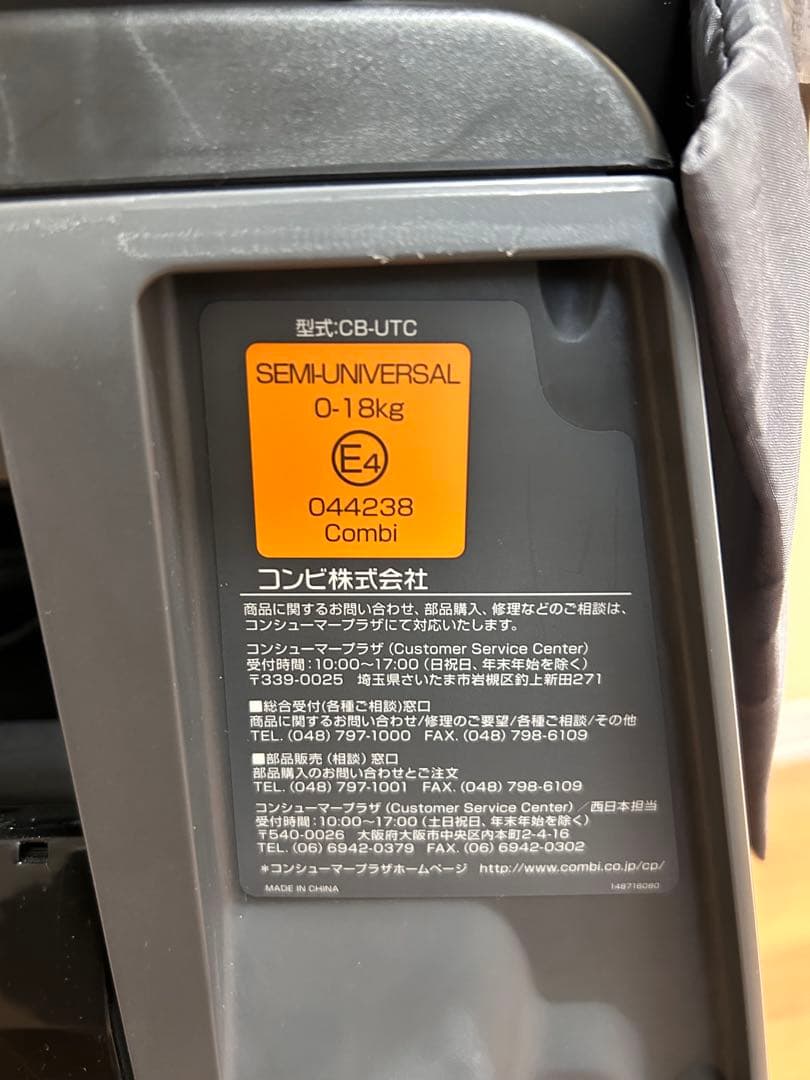 型式:CB-UTC
SEMI-UNIVERSAL
0-18kg
E4
044238
Combi
コンビ株式会社
商品に関するお問い合わせ、部品購入、修理などのご相談は、
コンシューマープラザにて対応いたします。
コンシューマープラザ (Customer Service Center)
受付時間:10:00〜17:00 (日祝日、年末年始を除く)
〒339-0025 埼玉県さいたま市岩槻区釣上新田271
■総合受付(各種ご相談)窓口
商品に関するお問い合わせ/修理のご要望/各種ご相談/その他
TEL. (048) 797-1000 FAX. (048) 798-6109
■部品販売 (相談) 窓口
部品購入のお問い合わせとご注文
TEL. (048) 797-1001 FAX. (048) 798-6109
コンシューマープラザ (Customer Service Center) /西日本担当
受付時間:10:00〜17:00 (土日祝日、年末年始を除く)
〒540-0026 大阪府大阪市中央区内本町2-4-16
TEL. (06) 6942-0379 FAX. (06) 6942-0302
*コンシューマープラザホームページ http://www.combi.co.jp/cp/
MADE IN CHINA
148716060